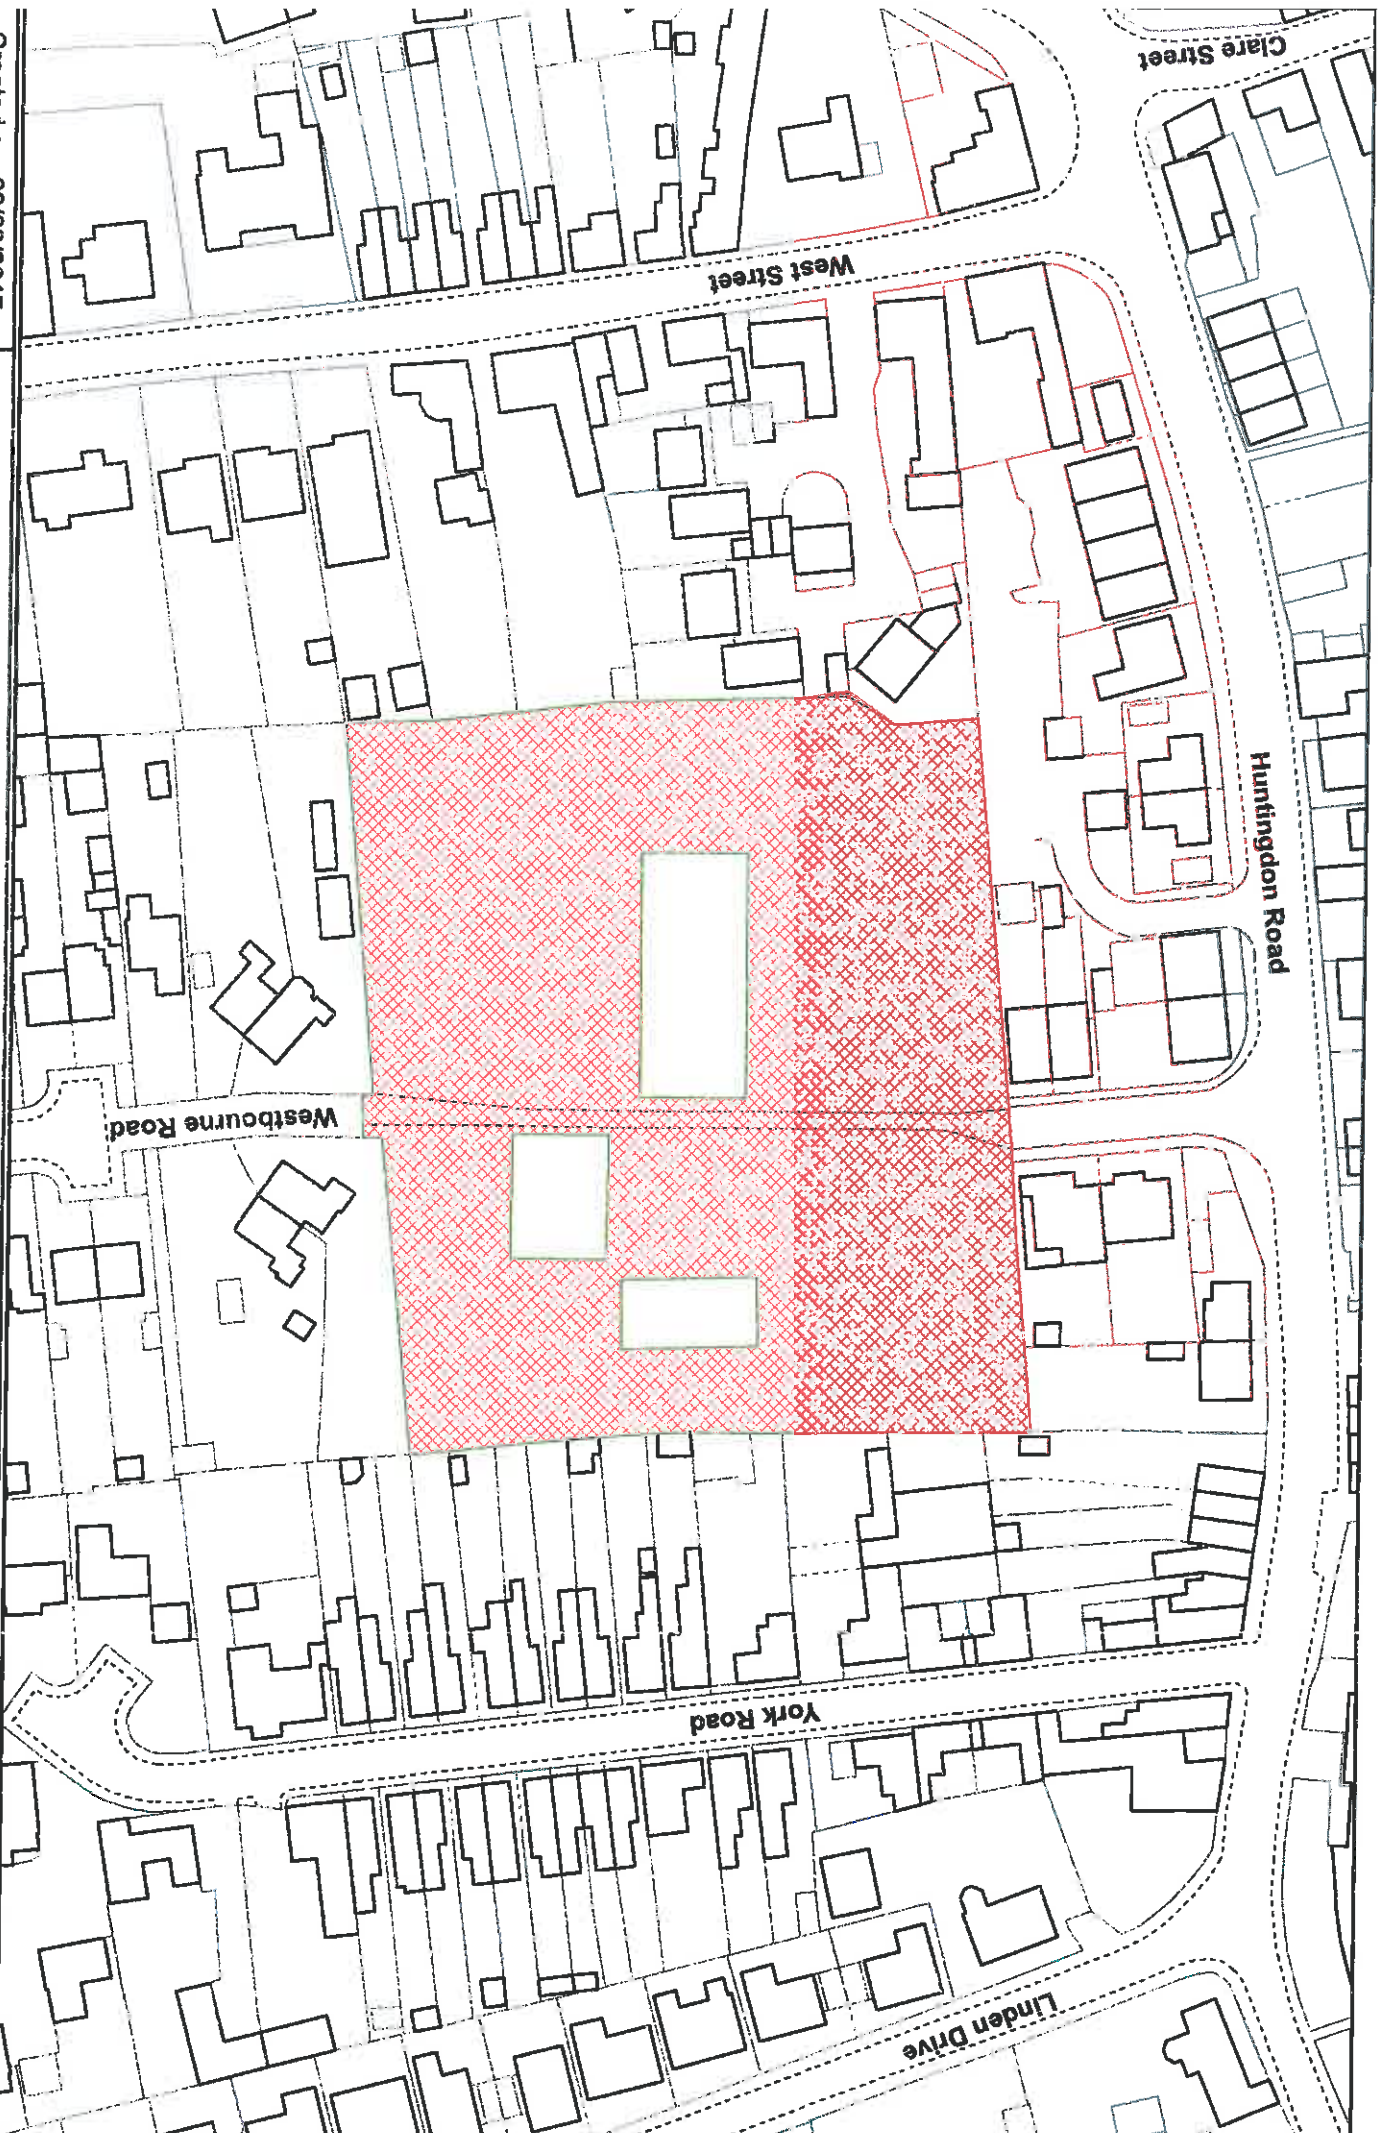 Clare Street
West Street
Huntingdon Road
Westbourne Road
York Road
Linden Drive